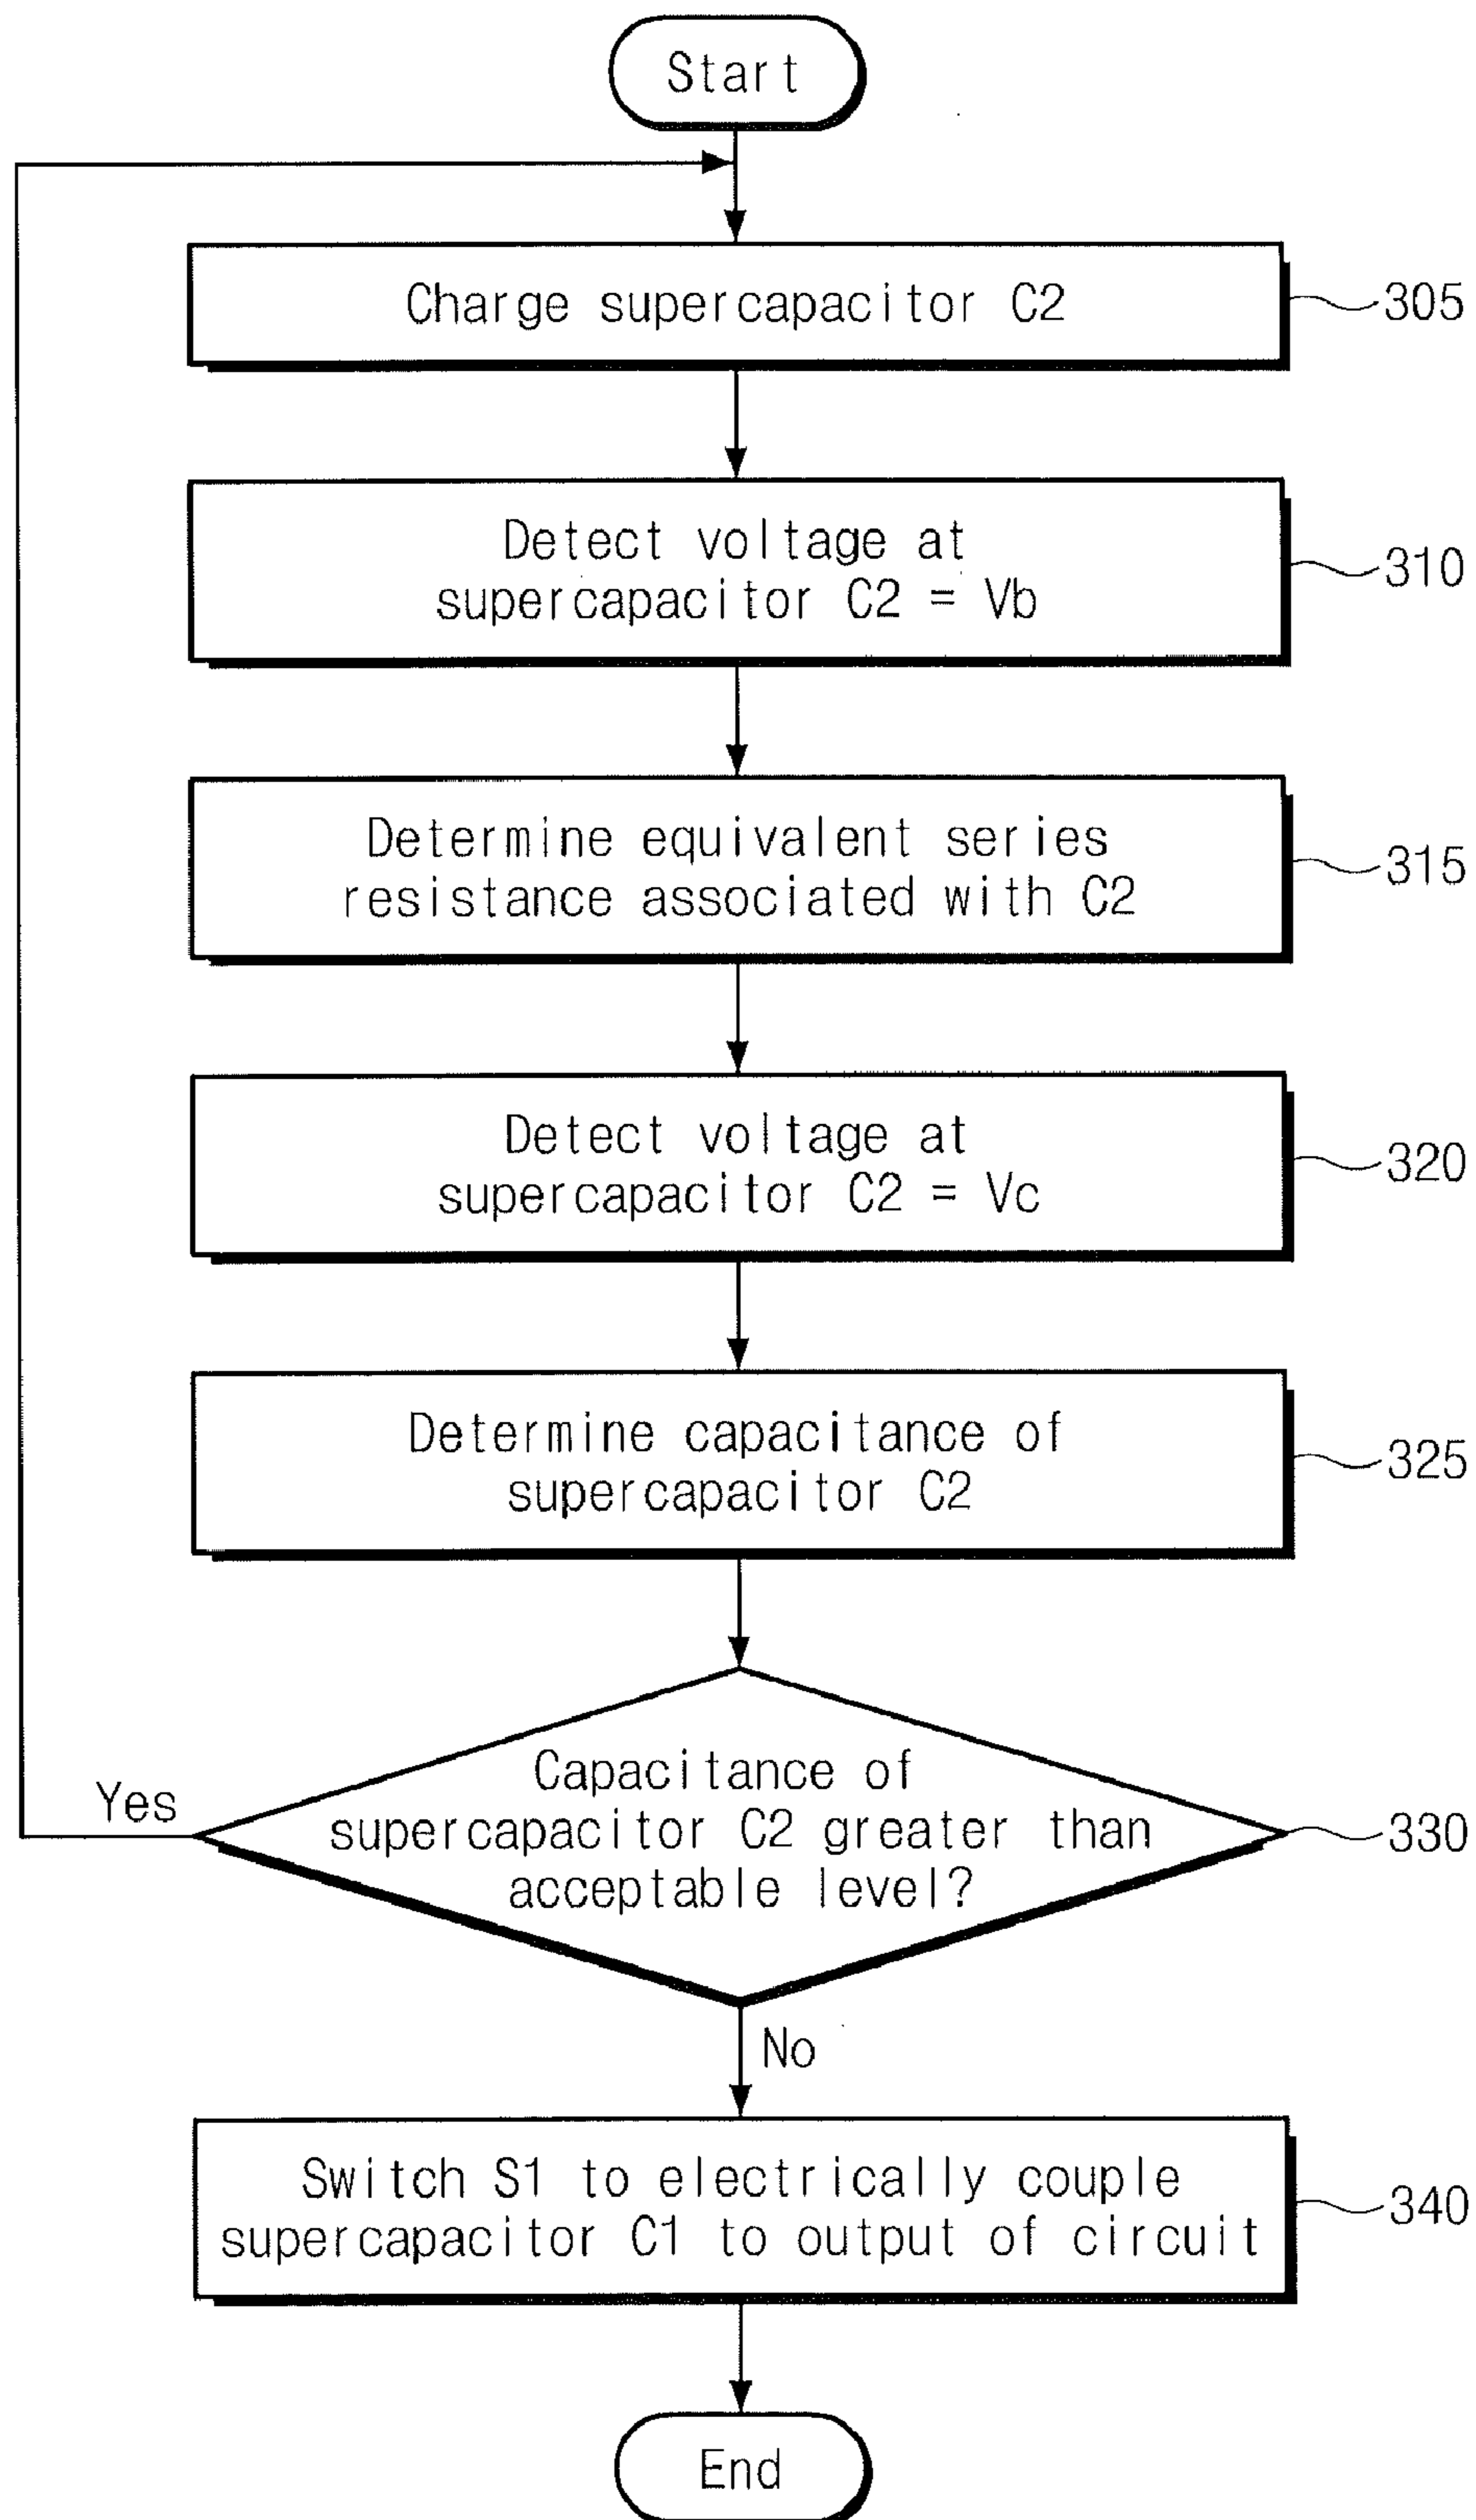 Start
Charge supercapacitor C2
305
Detect voltage at
supercapacitor C2 = Vb
310
Determine equivalent series
resistance associated with C2
315
Detect voltage at
supercapacitor C2 = Vc
320
Determine capacitance of
supercapacitor C2
325
Capacitance of
supercapacitor C2 greater than
acceptable level?
330
Yes
No
Switch S1 to electrically couple
supercapacitor C1 to output of circuit
340
End